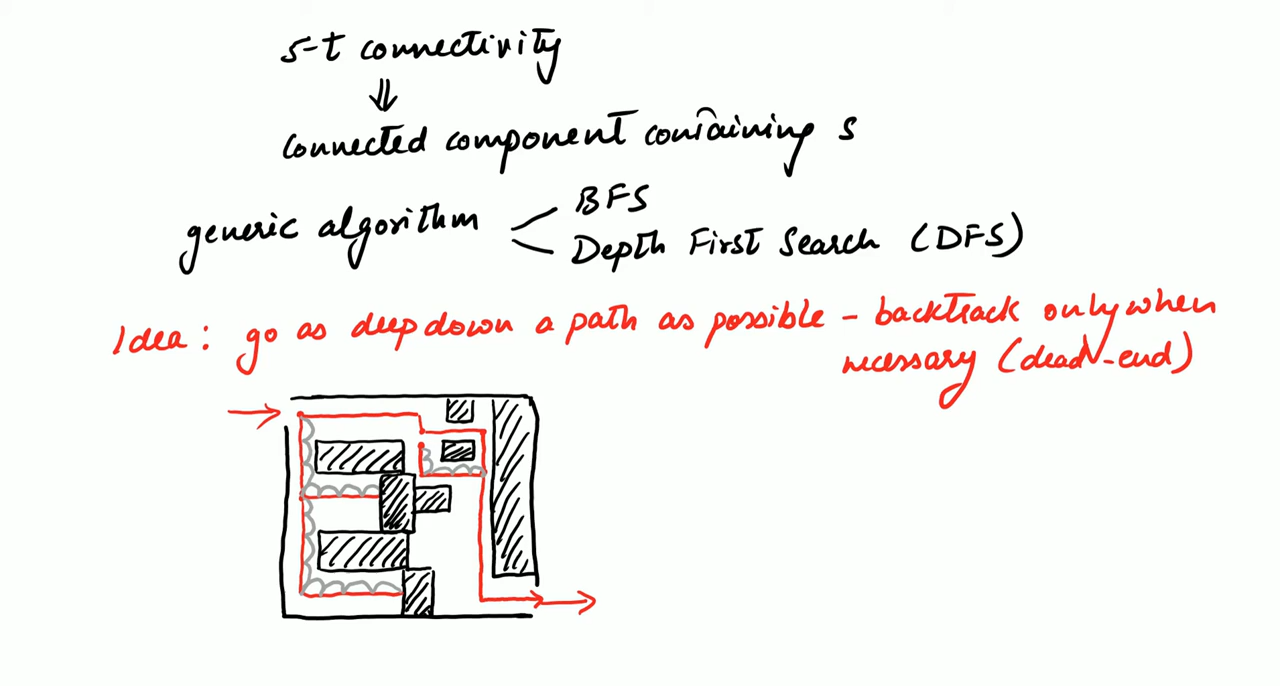 s-t connectivity
⇓
connected component containing s
generic algorithm
BFS
Depth First Search (DFS)
Idea: go as deep down a path as possible - backtrack only when
necessary (dead-end)